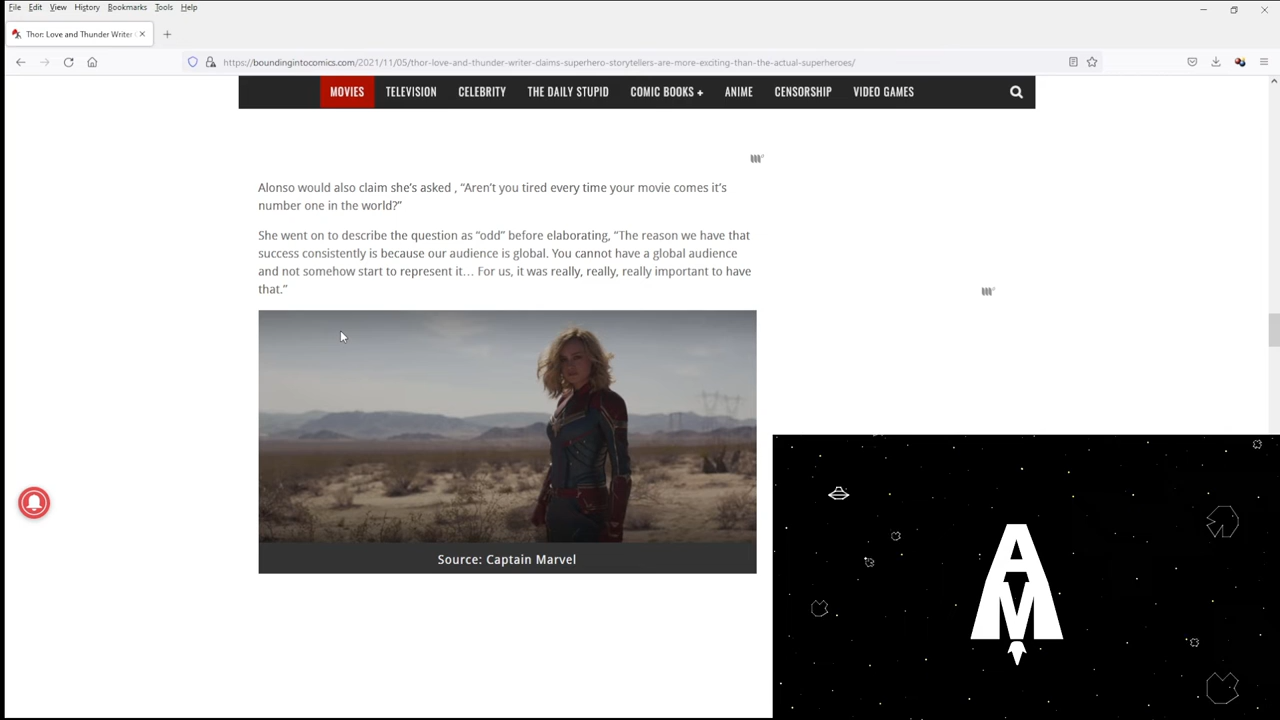 File Edit View History Bookmarks Tools Help
Thor: Love and Thunder Writer
https://boundingintocomics.com/2021/11/05/thor-love-and-thunder-writer-claims-superhero-storytellers-are-more-exciting-than-the-actual-superheroes/
MOVIES TELEVISION CELEBRITY THE DAILY STUPID COMIC BOOKS + ANIME CENSORSHIP VIDEO GAMES
Alonso would also claim she's asked , “Aren't you tired every time your movie comes it's
number one in the world?”
She went on to describe the question as “odd” before elaborating, “The reason we have that
success consistently is because our audience is global. You cannot have a global audience
and not somehow start to represent it… For us, it was really, really, really important to have
that.”
Source: Captain Marvel
AM